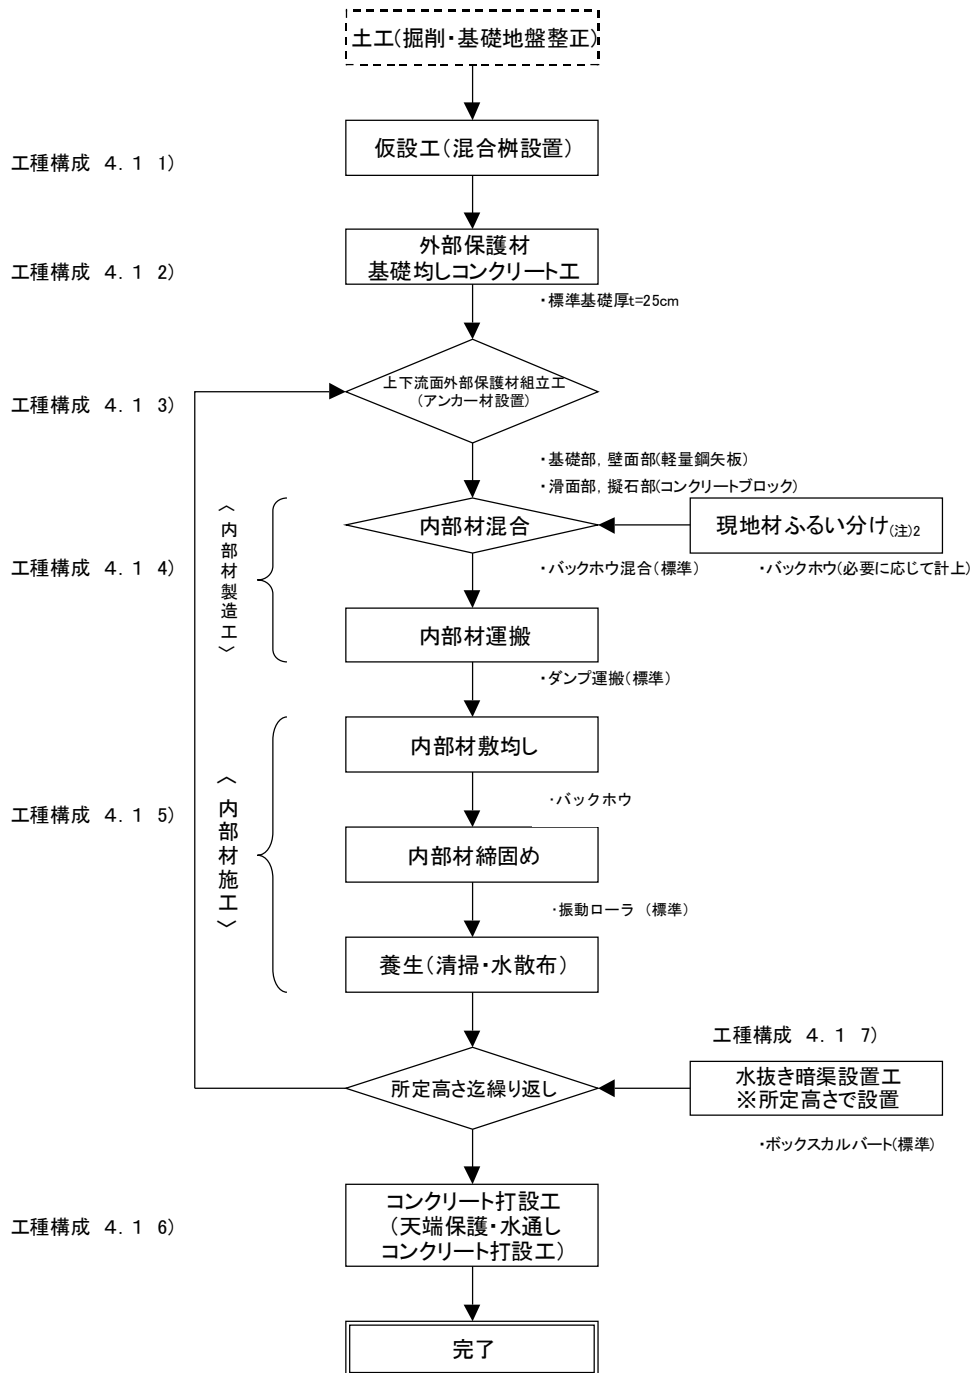 土工(掘削・基礎地盤整正)
工種構成 4.1 1)
仮設工(混合桝設置)
工種構成 4.1 2)
外部保護材
基礎均しコンクリート工
・標準基礎厚t=25cm
工種構成 4.1 3)
上下流面外部保護材組立工
(アンカー材設置)
・基礎部, 壁面部(軽量鋼矢板)
・滑面部, 擬石部(コンクリートブロック)
工種構成 4.1 4)
〈内部材製造工〉
内部材混合
現地材ふるい分け(注)2
・バックホウ混合(標準)
・バックホウ(必要に応じて計上)
内部材運搬
・ダンプ運搬(標準)
工種構成 4.1 5)
〈内部材施工〉
内部材敷均し
・バックホウ
内部材締固め
・振動ローラ (標準)
養生(清掃・水散布)
所定高さ迄繰り返し
工種構成 4.1 7)
水抜き暗渠設置工
※所定高さで設置
・ボックスカルバート(標準)
工種構成 4.1 6)
コンクリート打設工
(天端保護・水通し
コンクリート打設工)
完了